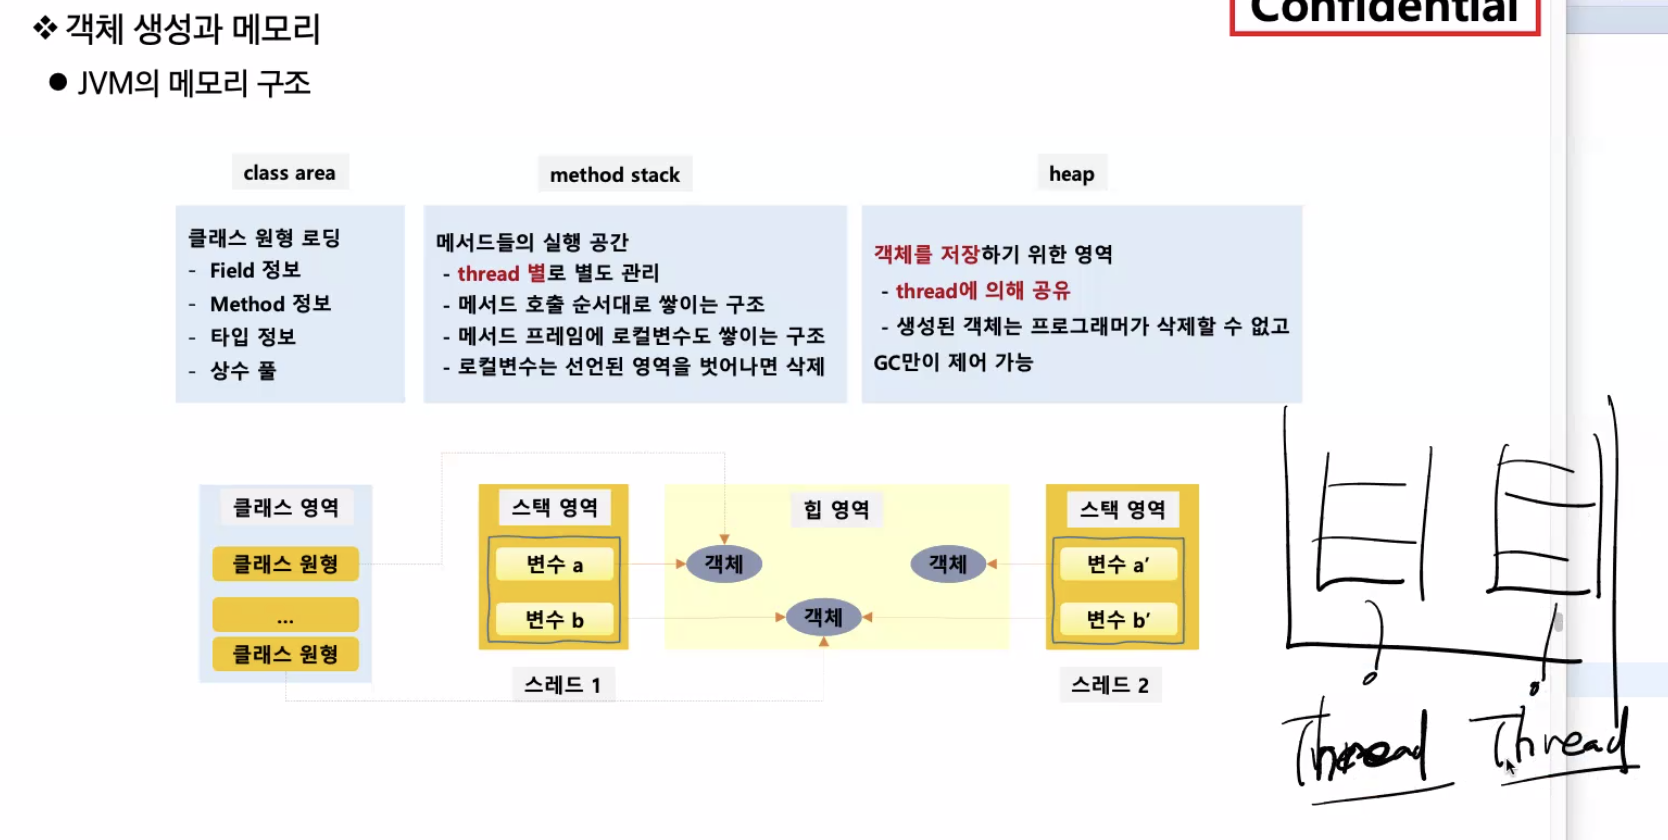 Confidential
❖ 객체 생성과 메모리
● JVM의 메모리 구조
class area
클래스 원형 로딩
- Field 정보
- Method 정보
- 타입 정보
- 상수 풀
method stack
메서드들의 실행 공간
- thread 별로 별도 관리
- 메서드 호출 순서대로 쌓이는 구조
- 메서드 프레임에 로컬변수도 쌓이는 구조
- 로컬변수는 선언된 영역을 벗어나면 삭제
heap
객체를 저장하기 위한 영역
- thread에 의해 공유
- 생성된 객체는 프로그래머가 삭제할 수 없고
GC만이 제어 가능
클래스 영역
클래스 원형
...
클래스 원형
스택 영역
변수 a
변수 b
스레드 1
힙 영역
객체
객체
객체
스택 영역
변수 a′
변수 b′
스레드 2
Thread
Thread